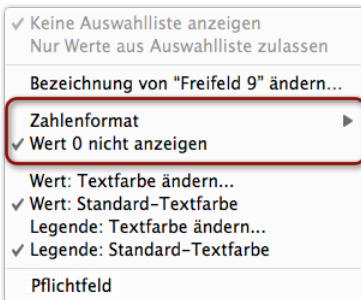 ✓ Keine Auswahlliste anzeigen
Nur Werte aus Auswahlliste zulassen
Bezeichnung von “Freifeld 9” ändern...
Zahlenformat ▶
✓ Wert 0 nicht anzeigen
Wert: Textfarbe ändern...
✓ Wert: Standard-Textfarbe
Legende: Textfarbe ändern...
✓ Legende: Standard-Textfarbe
Pflichtfeld